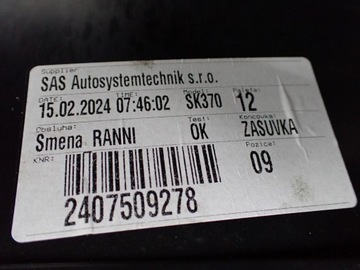 Supplier
SAS Autosystemtechnik s.r.o.
DATE: TIME: Model: Paleta:
15.02.2024 07:46:02 SK370 12
Obsluha: Test: Koncovka:
Smena RANNI OK ZASUVKA
KNR: Pozice:
09
2407509278